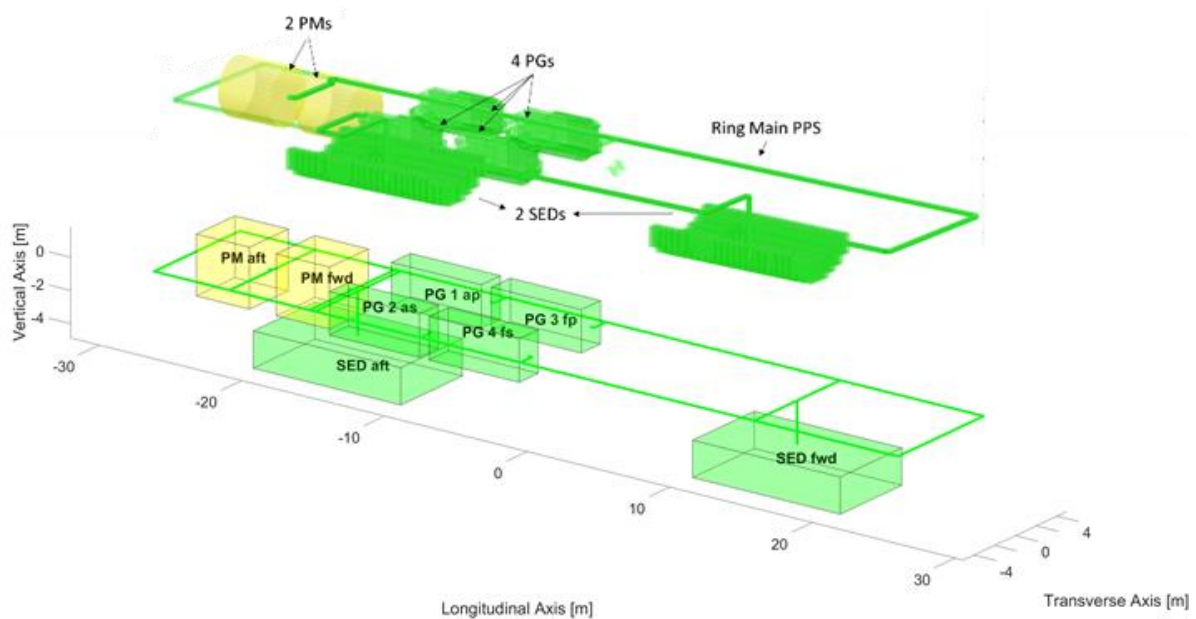 2 PMs
4 PGs
Ring Main PPS
2 SEDs
Vertical Axis [m]
0
-2
-4
PM aft
PM fwd
PG 1 ap
PG 2 as
PG 3 fp
PG 4 fs
SED aft
SED fwd
-30
-20
-10
0
10
20
30
-4
0
4
Longitudinal Axis [m]
Transverse Axis [m]